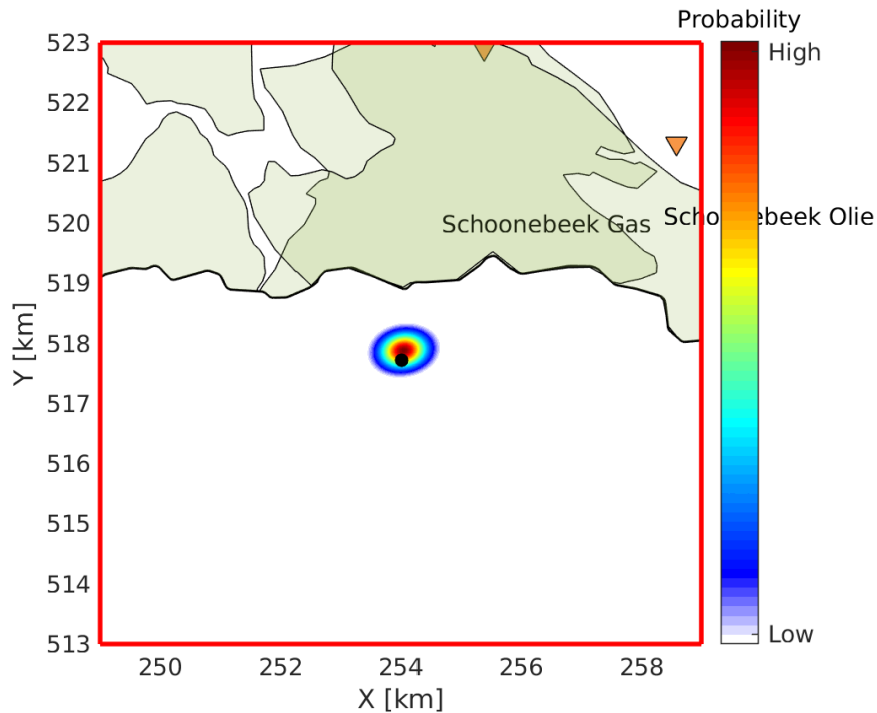 Probability
High
523
522
521
520
519
518
517
516
515
514
513
Y [km]
Schoonebeek Gas
Schoonebeek Olie
Low
250
252
254
256
258
X [km]